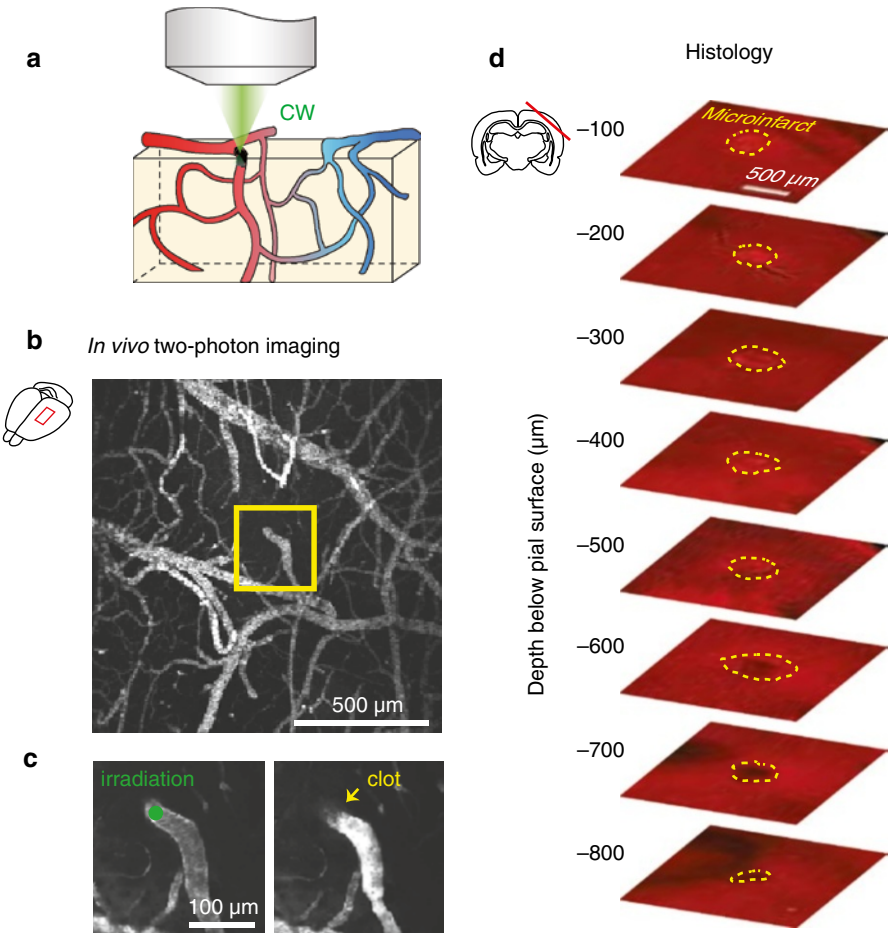 a
CW
b
In vivo two-photon imaging
500 µm
c
irradiation
100 µm
clot
d
Histology
Depth below pial surface (µm)
–100
Microinfarct
500 µm
–200
–300
–400
–500
–600
–700
–800